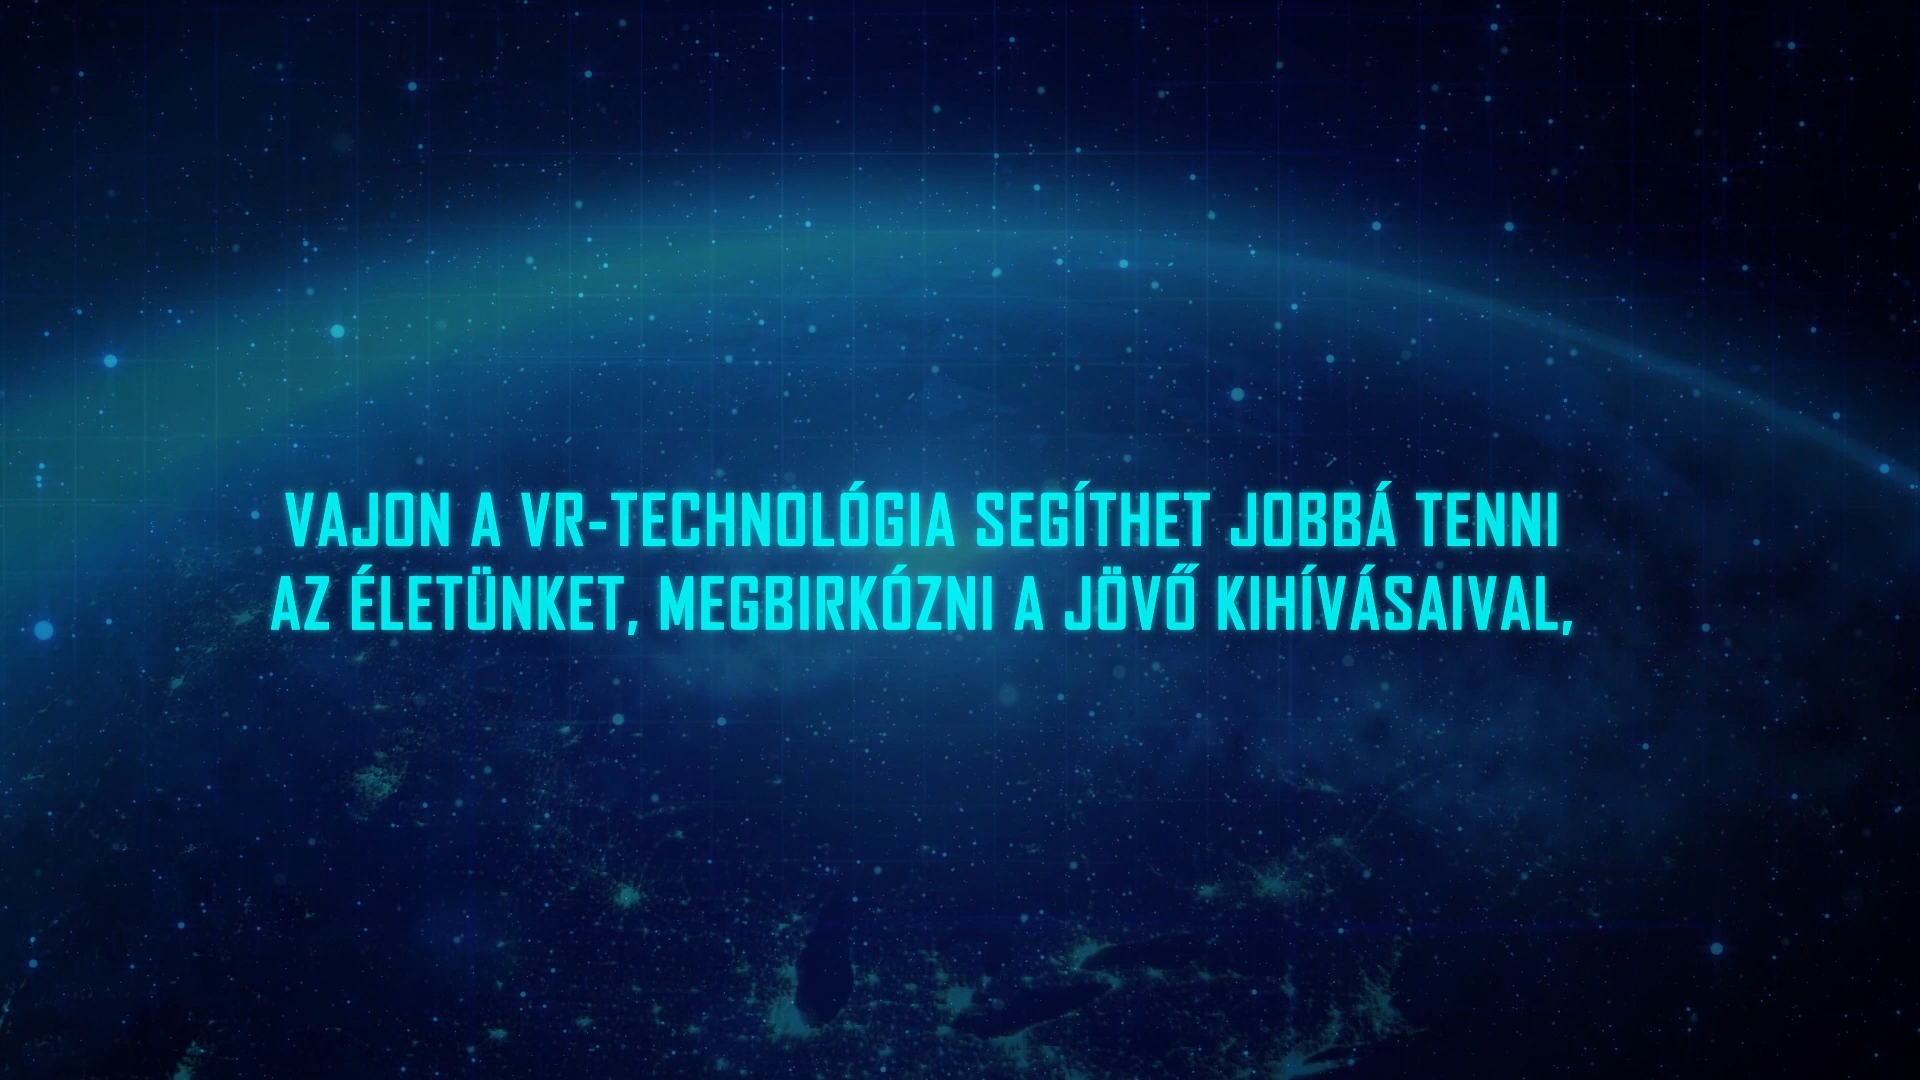 VAJON A VR-TECHNOLÓGIA SEGÍTHET JOBBÁ TENNI
AZ ÉLETÜNKET, MEGBIRKÓZNI A JÖVŐ KIHÍVÁSAIVAL,